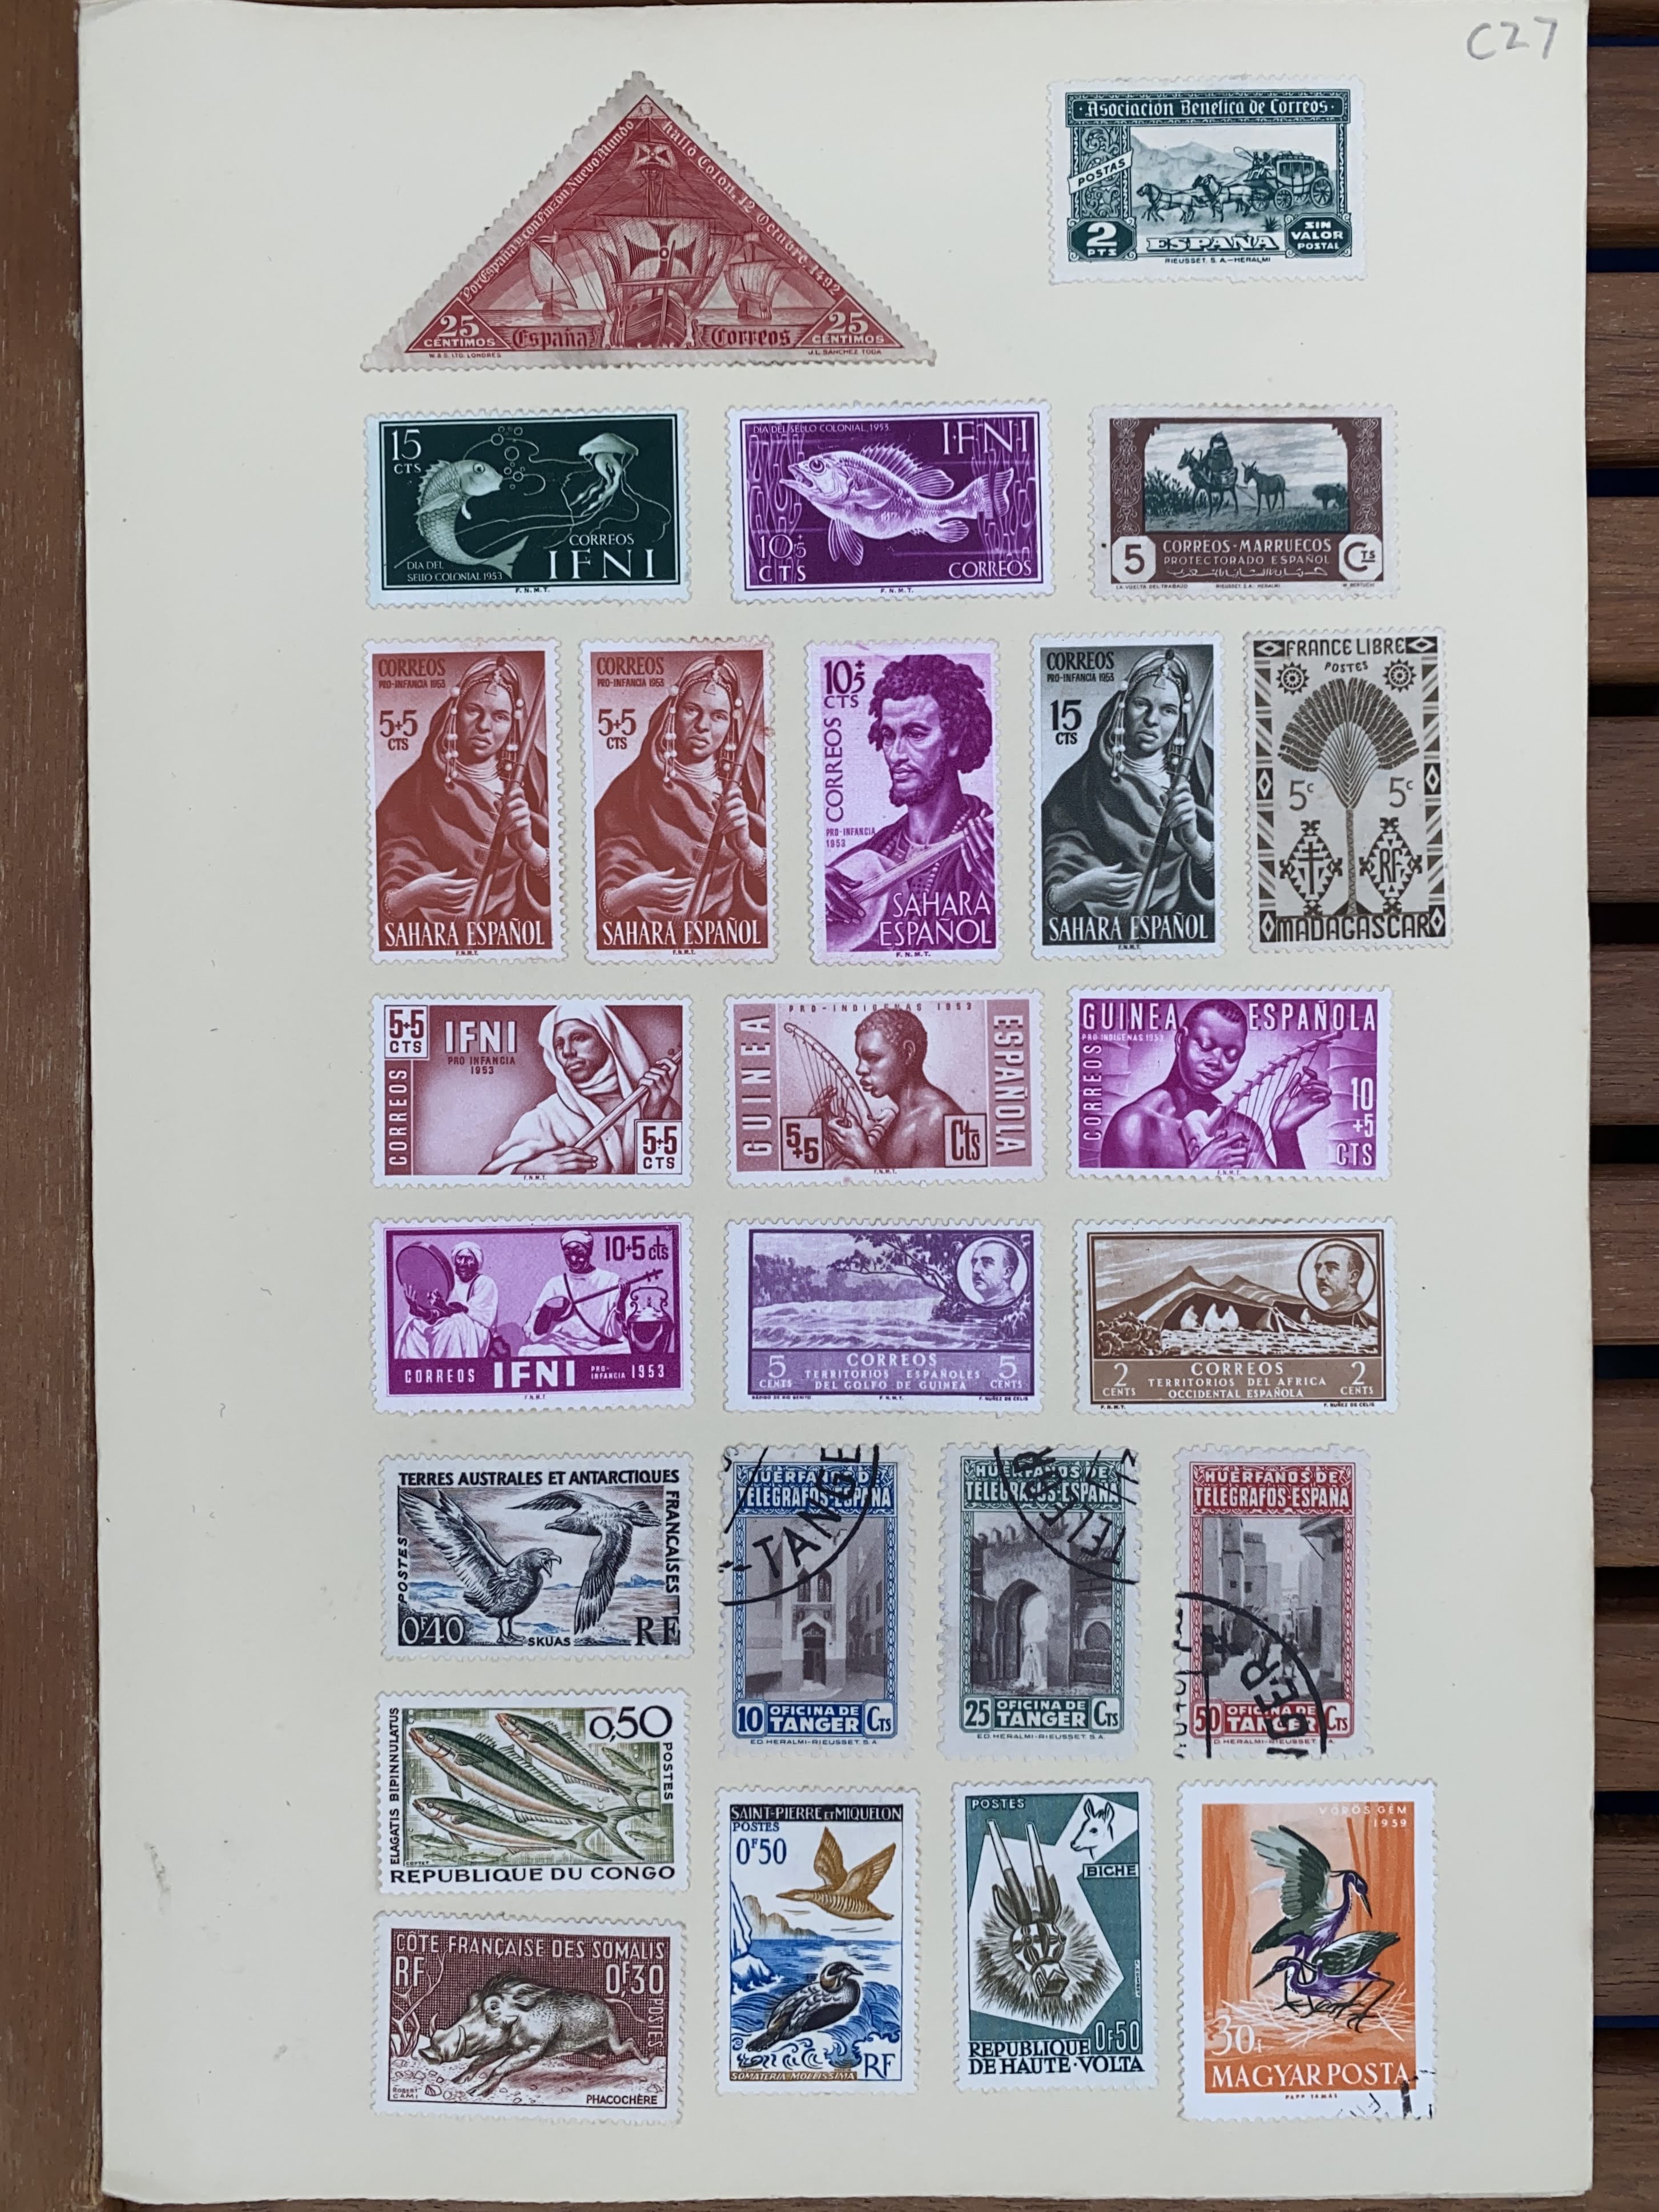 C27
Por España y con Pinzon Nuevo Mundo
Halló Colón. 12 Octubre. 1492
25 CÉNTIMOS España Correos 25 CÉNTIMOS
W.& S. LTD. LONDRES J.L. SANCHEZ TODA
·Asociación Benéfica de Correos·
POSTAS
2 PTS ESPAÑA SIN VALOR POSTAL
RIEUSSET. S. A.—HERALMI
15
CTS
CORREOS
IFNI
DIA DEL
SELLO COLONIAL 1953
F.N.M.T.
DIA DEL SELLO COLONIAL, 1953
IFNI
10+5
CTS CORREOS
F.N.M.T.
5 CORREOS-MARRUECOS CTS
PROTECTORADO ESPAÑOL
LA VUELTA DEL TRABAJO RIEUSSET. S.A. HERALMI M. BERTUCHI
CORREOS
PRO-INFANCIA 1953
5+5
CTS
SAHARA ESPAÑOL
F.N.M.T.
CORREOS
PRO-INFANCIA 1953
5+5
CTS
SAHARA ESPAÑOL
F.N.M.T.
10+5
CTS
CORREOS
PRO-INFANCIA
1953
SAHARA
ESPAÑOL
F.N.M.T.
CORREOS
PRO-INFANCIA 1953
15
CTS
SAHARA ESPAÑOL
F.N.M.T.
FRANCE LIBRE
POSTES
5c 5c
RF
MADAGASCAR
5+5
CTS
IFNI
PRO INFANCIA
1953
CORREOS
5+5
CTS
F.N.M.T.
PRO-INDIGENAS 1953
GUINEA
ESPAÑOLA
5+5 Cts
F.N.M.T.
GUINEA ESPAÑOLA
PRO INDIGENAS 1953
CORREOS
10
+5
CTS
F.N.M.T.
10+5 cts
CORREOS IFNI PRO-INFANCIA 1953
F.N.M.T
5 CENTS CORREOS 5 CENTS
TERRITORIOS ESPAÑOLES
DEL GOLFO DE GUINEA
RAPIDO DE RIO BENITO F.N.M.T. F. NUÑEZ DE CELIS
2 CENTS CORREOS 2 CENTS
TERRITORIOS DEL AFRICA
OCCIDENTAL ESPAÑOLA
F.N.M.T. F. NUÑEZ DE CELIS
TERRES AUSTRALES ET ANTARCTIQUES
FRANÇAISES
POSTES
0F40 SKUAS RF
HUERFANOS DE
TELEGRAFOS·ESPAÑA
TANGE
10 OFICINA DE TANGER CTS
ED. HERALMI-RIEUSSET. S. A.
HUERFANOS DE
TELEGRAFOS·ESPAÑA
TELEGR
25 OFICINA DE TANGER CTS
ED. HERALMI-RIEUSSET. S. A.
HUERFANOS DE
TELEGRAFOS·ESPAÑA
GER
50 OFICINA DE TANGER CTS
ED. HERALMI-RIEUSSET. S. A.
0,50
POSTES
ELAGATIS BIPINNULATUS
REPUBLIQUE DU CONGO
SAINT-PIERRE ET MIQUELON
POSTES
0F50
RF
SOMATERIA MOLLISSIMA
POSTES
BICHE
0F50
REPUBLIQUE
DE HAUTE-VOLTA
VÖRÖS GÉM
1959
30f
MAGYAR POSTA
PAPP TAMÁS
CÔTE FRANÇAISE DES SOMALIS
RF 0F30
POSTES
ROBERT
CAMI
PHACOCHÈRE